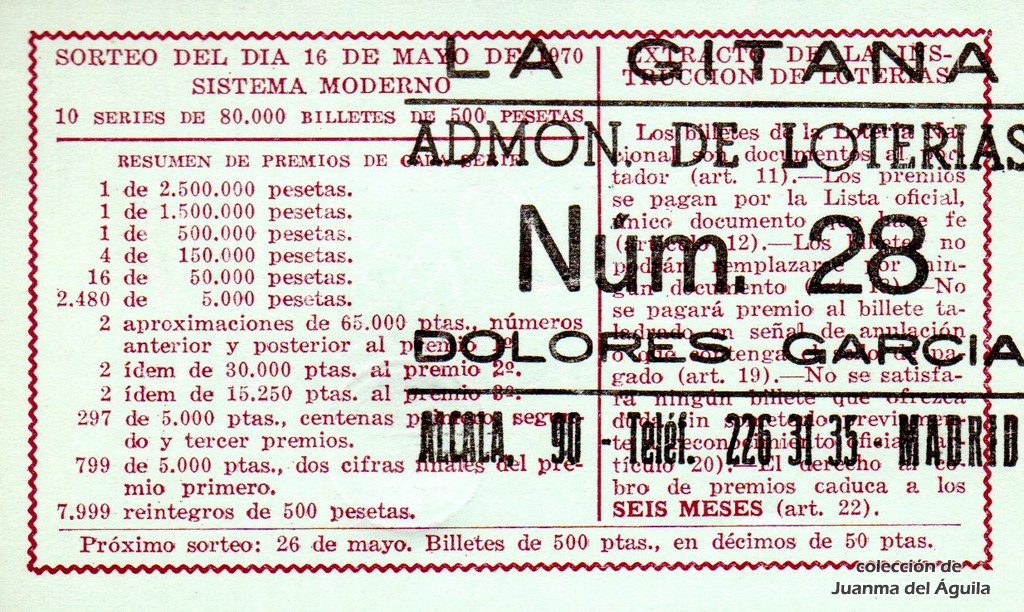 SORTEO DEL DIA 16 DE MAYO DE 1970
SISTEMA MODERNO
10 SERIES DE 80.000 BILLETES DE 500 PESETAS
RESUMEN DE PREMIOS DE CADA SERIE
1 de 2.500.000 pesetas.
1 de 1.500.000 pesetas.
1 de 500.000 pesetas.
4 de 150.000 pesetas.
16 de 50.000 pesetas.
2.480 de 5.000 pesetas.
2 aproximaciones de 65.000 ptas., números
anterior y posterior al premio 1º.
2 ídem de 30.000 ptas. al premio 2º.
2 ídem de 15.250 ptas. al premio 3º.
297 de 5.000 ptas., centenas primero, segun-
do y tercer premios.
799 de 5.000 ptas., dos cifras finales del pre-
mio primero.
7.999 reintegros de 500 pesetas.
EXTRACTO DE LA INS-
TRUCCION DE LOTERIAS
Los billetes de la Lotería Na-
cional son documentos al por-
tador (art. 11).—Los premios
se pagan por la Lista oficial,
único documento que hace fe
(artículo 12).—Los billetes no
podrán remplazarse por nin-
gún documento —No
se pagará premio al billete ta-
ladrado en señal de anulación
o que contenga de pa-
gado (art. 19).—No se satisfa-
rá ningún billete que ofrezca
duda sin previamen-
te reconocimiento oficial (ar-
tículo 20).—El derecho al co-
bro de premios caduca a los
SEIS MESES (art. 22).
Próximo sorteo: 26 de mayo. Billetes de 500 ptas., en décimos de 50 ptas.
LA GITANA
ADMON. DE LOTERIAS
Núm. 28
DOLORES GARCIA
ALCALA, 90 - Teléf. 226 31 35 - MADRID
colección de
Juanma del Águila